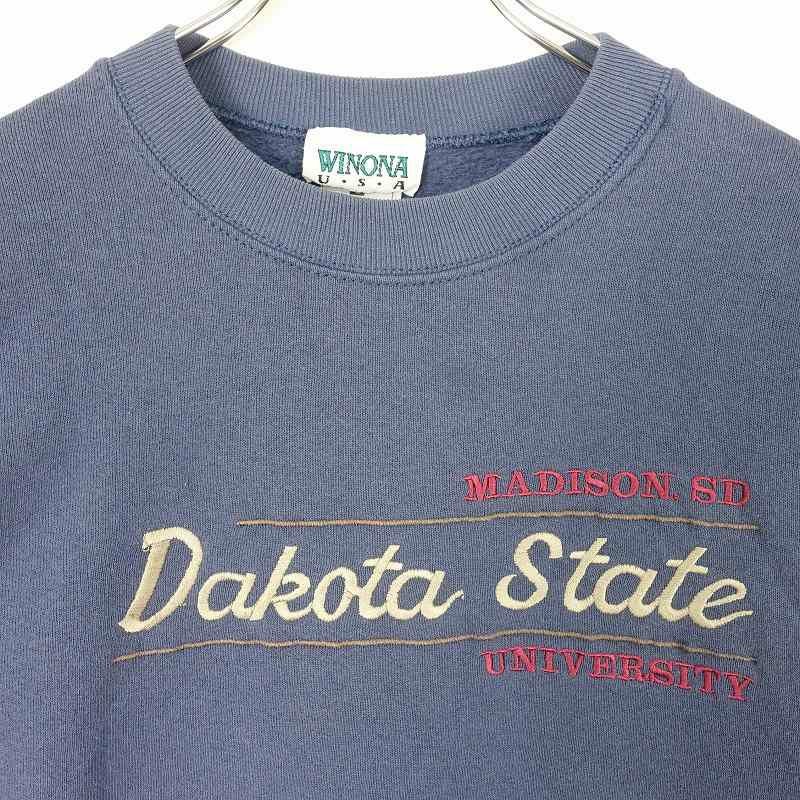 WINONA
U·S·A
MADISON, SD
Dakota State
UNIVERSITY